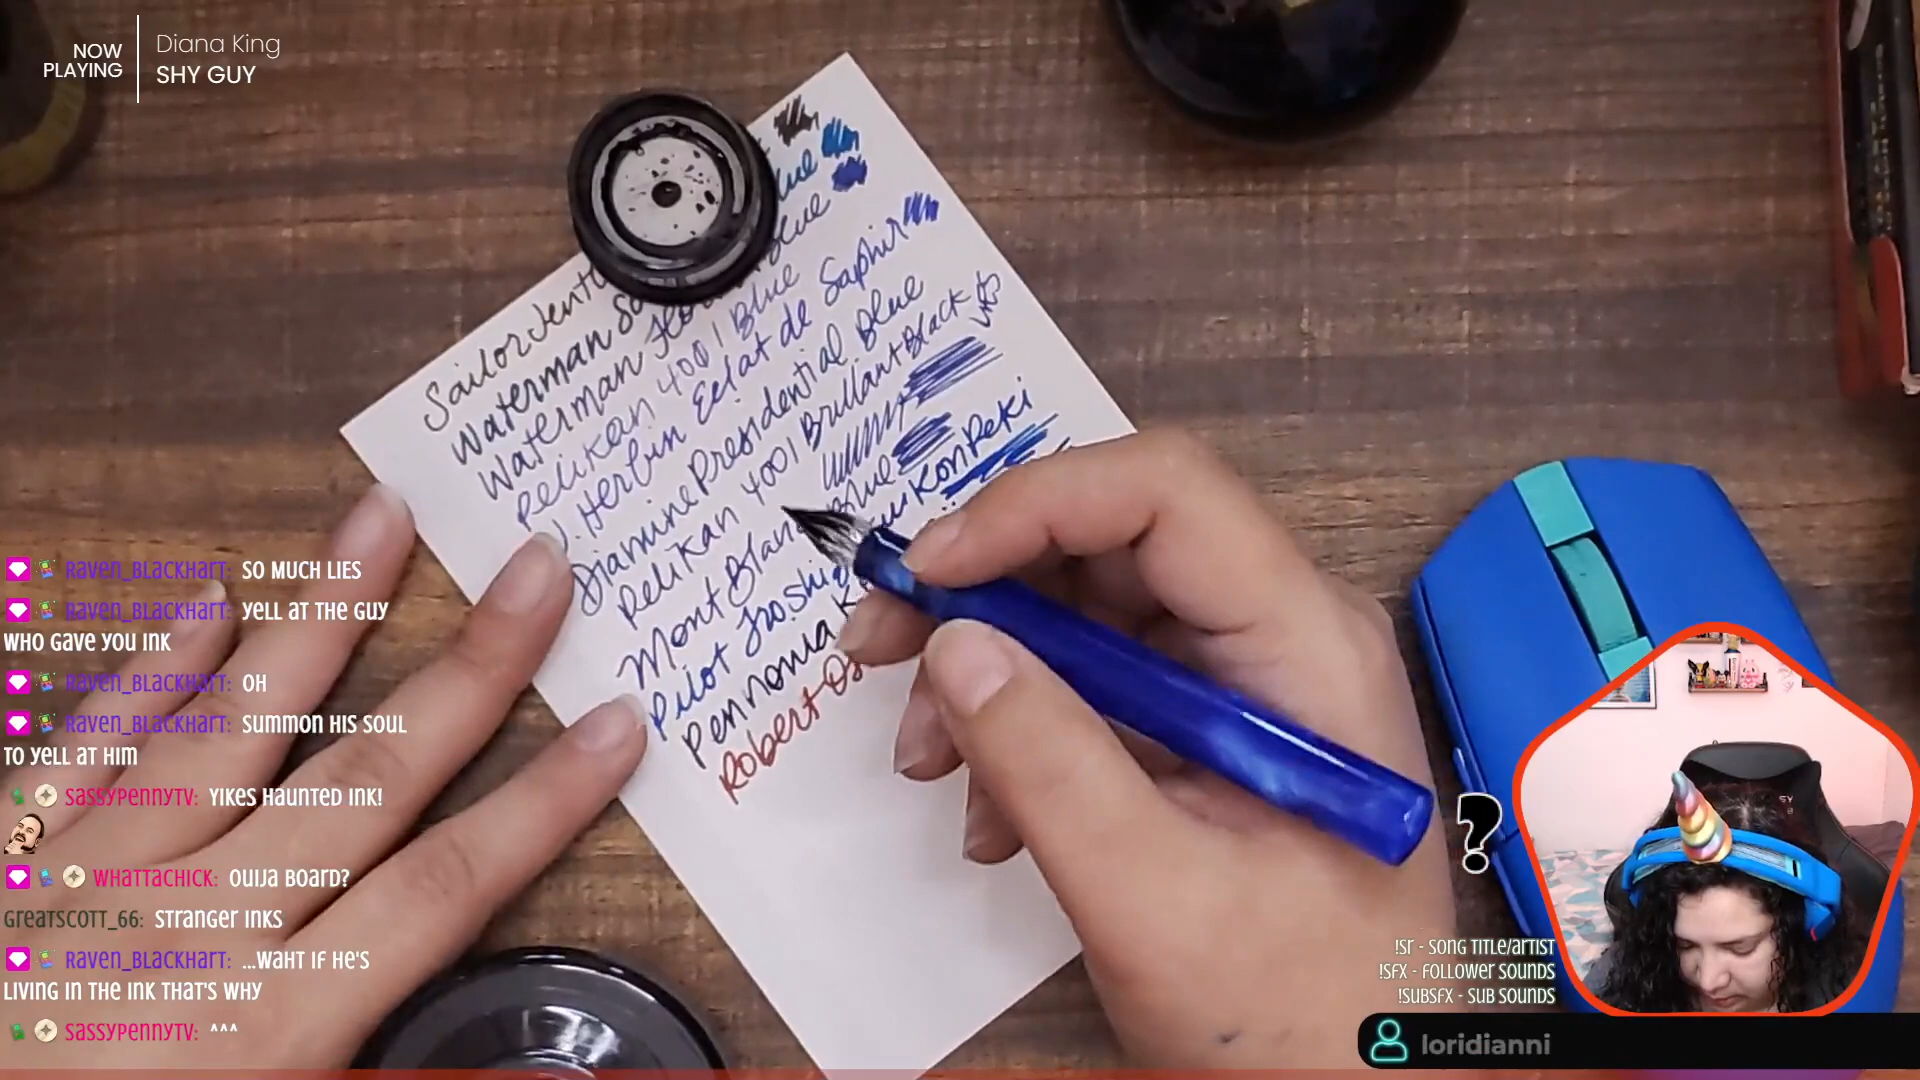 NOW PLAYING
Diana King
SHY GUY
Sailor Jent
Waterman Se
Waterman Blue
Pelikan 4001 Blue
J. Herbin Eclat de Saphir
Diamine Presidential Blue
Pelikan 4001 Brillant Black
Mont Blanc Blue
Pilot Iroshizuku Kon Peki
Pennonia
Robert
Raven_Blackhart: SO MUCH LIES
Raven_Blackhart: YELL AT THE GUY
WHO GAVE YOU INK
Raven_Blackhart: OH
Raven_Blackhart: SUMMON HIS SOUL
TO YELL AT HIM
SassyPennyTV: YIKES HAUNTED INK!
Whattachick: OUIJA BOARD?
GreatScott_66: STRANGER INKS
Raven_Blackhart: ...WAHT IF HE'S
LIVING IN THE INK THAT'S WHY
SassyPennyTV: ^^^
?
!SR - SONG TITLE/ARTIST
!SFX - FOLLOWER SOUNDS
!SUBSFX - SUB SOUNDS
loridianni